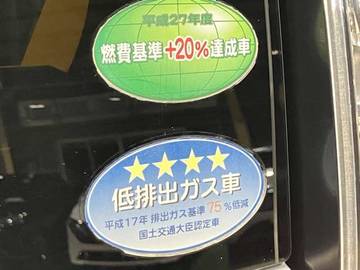 平成27年度
燃費基準+20%達成車
低排出ガス車
平成17年 排出ガス基準 75%低減
国土交通大臣認定車